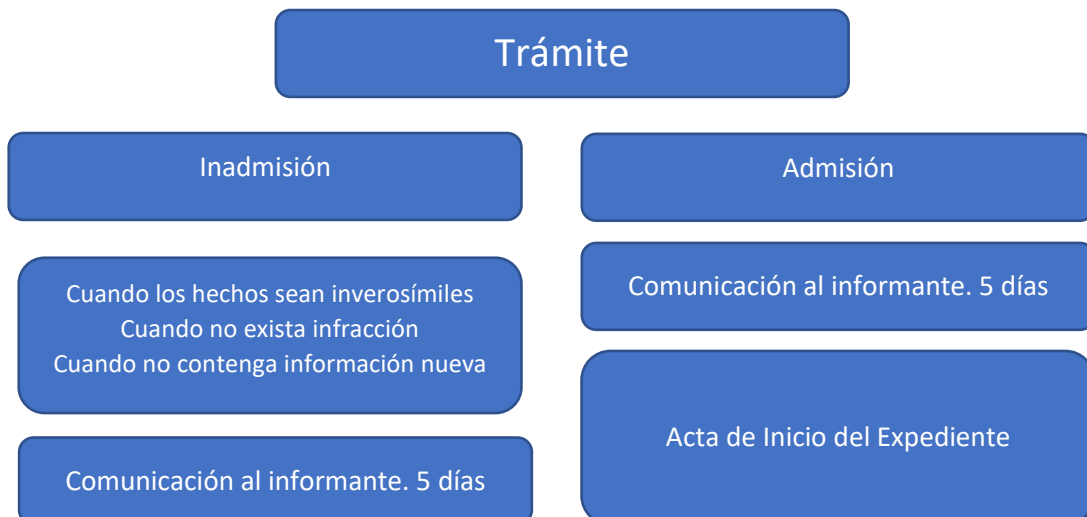 Trámite
Inadmisión
Cuando los hechos sean inverosímiles
Cuando no exista infracción
Cuando no contenga información nueva
Comunicación al informante. 5 días
Admisión
Comunicación al informante. 5 días
Acta de Inicio del Expediente